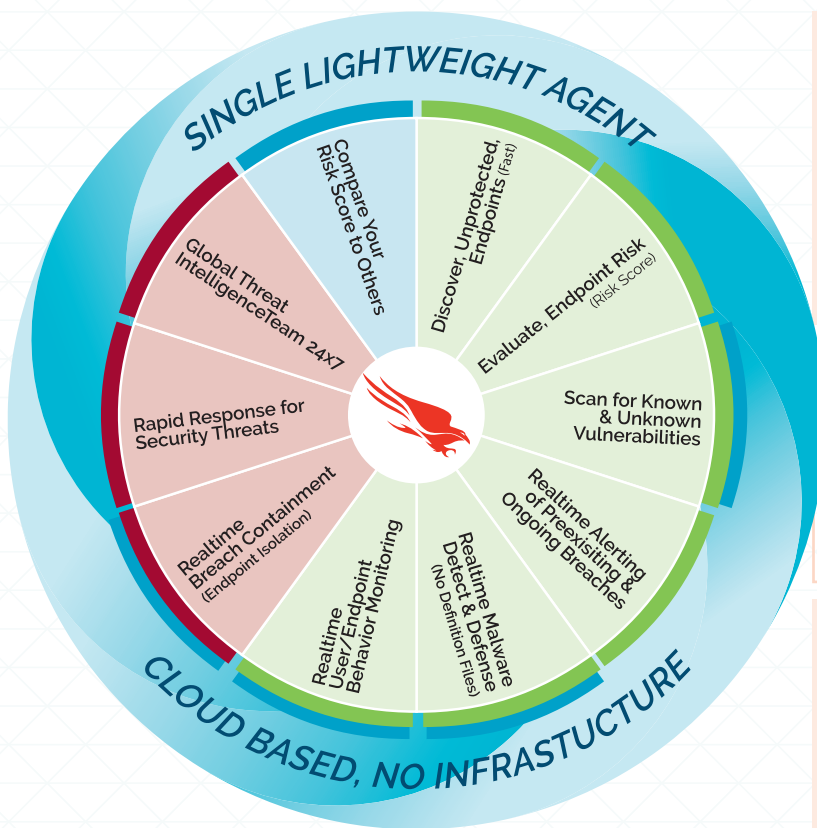 SINGLE LIGHTWEIGHT AGENT
Discover, Unprotected,
Endpoints (Fast)
Evaluate, Endpoint Risk
(Risk Score)
Scan for Known
& Unknown
Vulnerabilities
Realtime Alerting
of Preexisiting &
Ongoing Breaches
Realtime Malware
Detect & Defense
(No Definition Files)
Realtime
User/Endpoint
Behavior Monitoring
Realtime
Breach Containment
(Endpoint Isolation)
Rapid Response for
Security Threats
Global Threat
IntelligenceTeam 24x7
Compare Your
Risk Score to Others
CLOUD BASED, NO INFRASTUCTURE